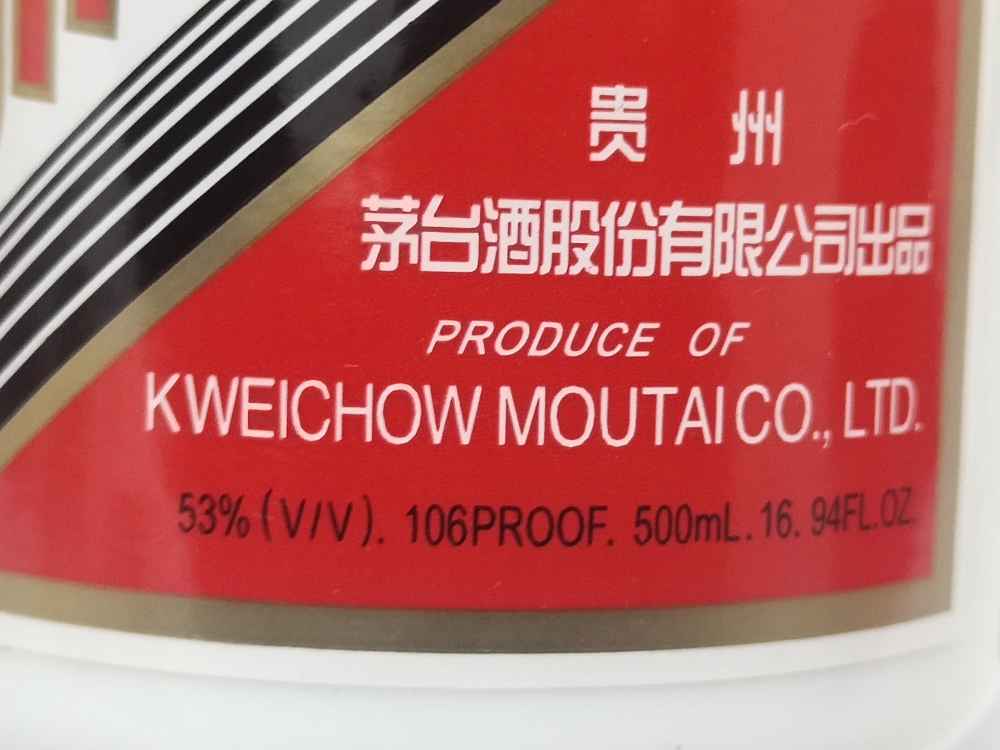 贵州
茅台酒股份有限公司出品
PRODUCE OF
KWEICHOW MOUTAI CO., LTD.
53% (V/V). 106PROOF. 500mL. 16. 94FL.OZ.